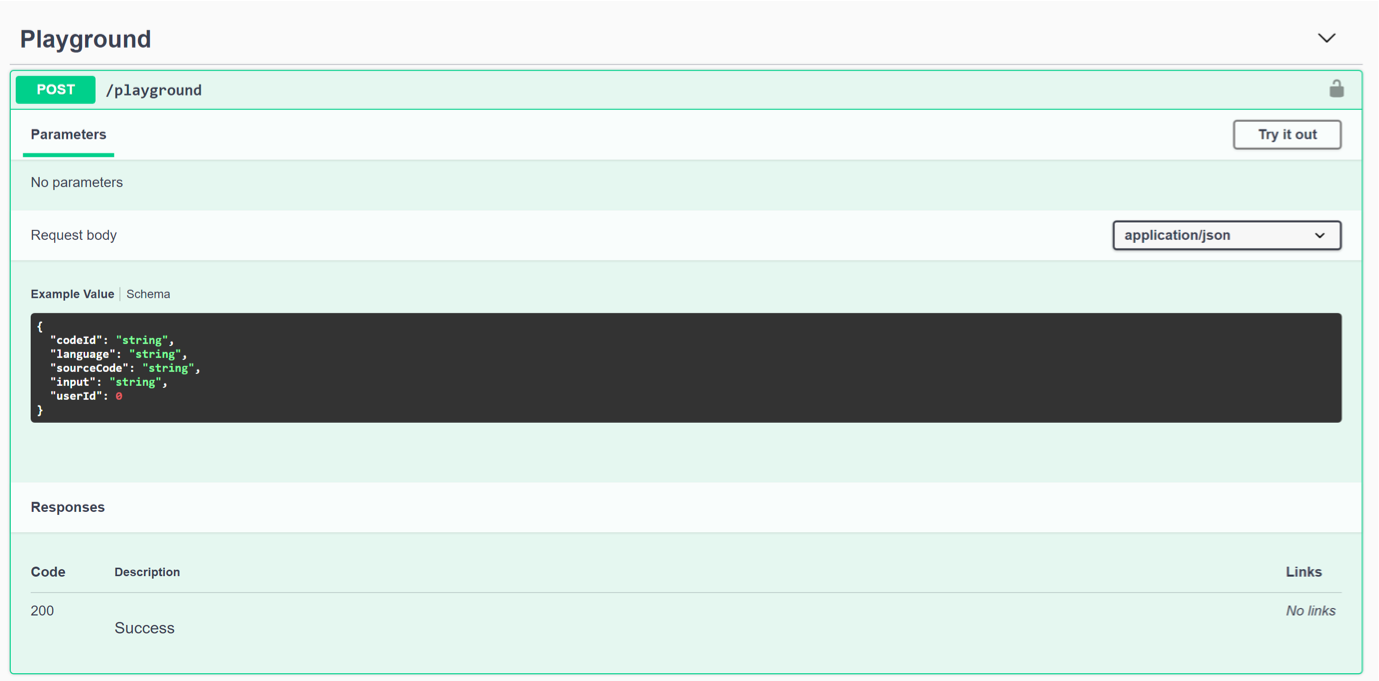 Playground
POST /playground
Parameters Try it out
No parameters
Request body application/json
Example Value Schema
{
  "codeId": "string",
  "language": "string",
  "sourceCode": "string",
  "input": "string",
  "userId": 0
}
Responses
Code Description Links
200 No links
Success